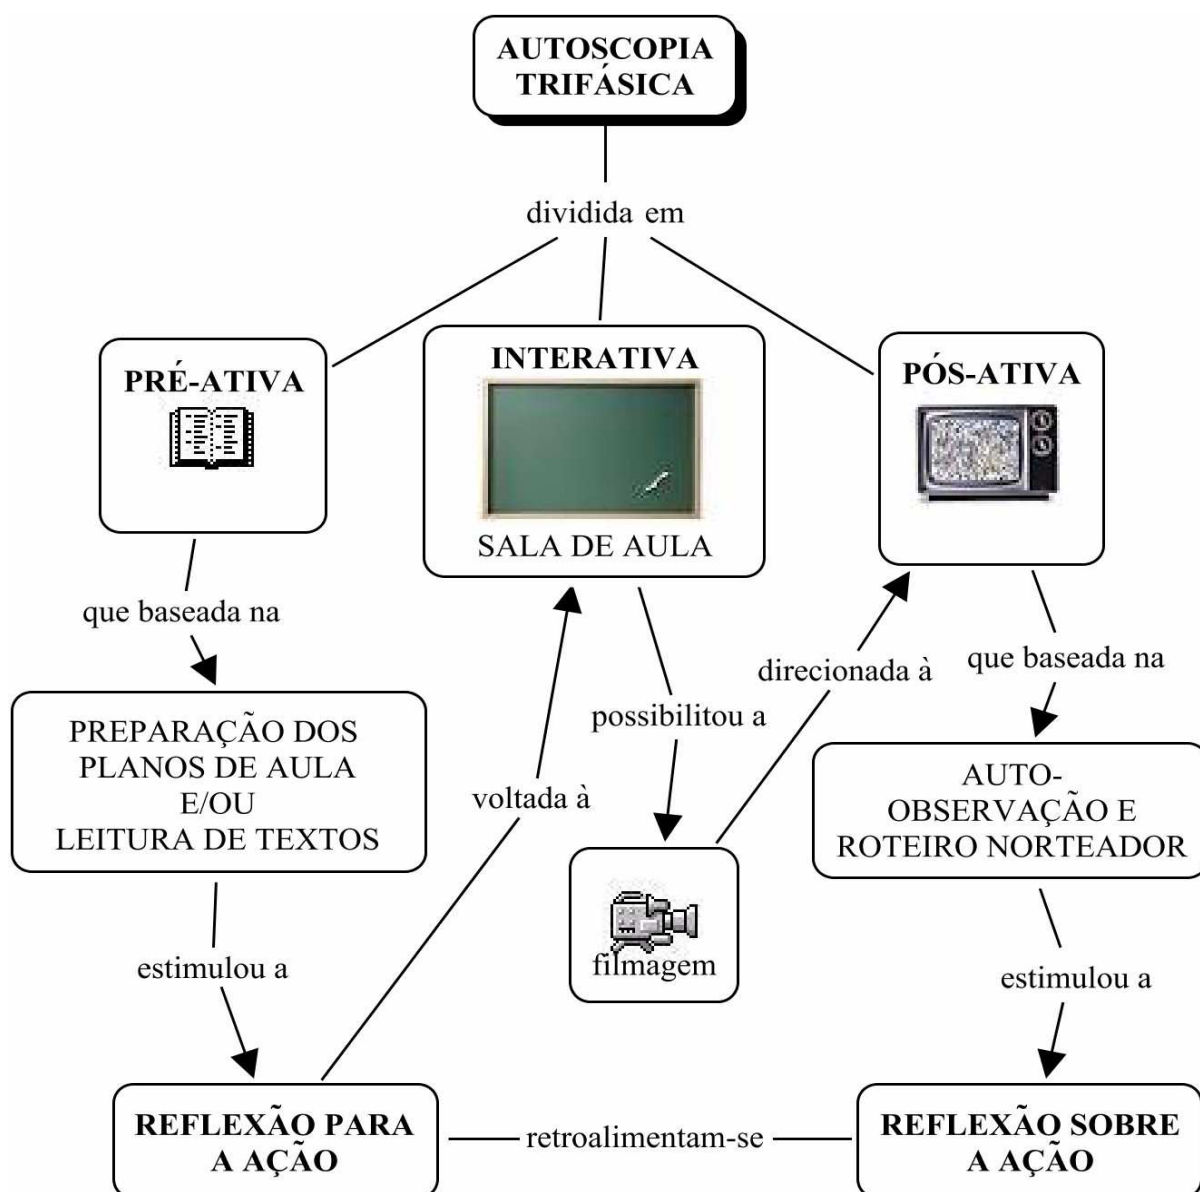 AUTOSCOPIA
TRIFÁSICA
dividida em
PRÉ-ATIVA
INTERATIVA
SALA DE AULA
PÓS-ATIVA
que baseada na
PREPARAÇÃO DOS
PLANOS DE AULA
E/OU
LEITURA DE TEXTOS
estimulou a
REFLEXÃO PARA
A AÇÃO
voltada à
possibilitou a
filmagem
direcionada à
que baseada na
AUTO-
OBSERVAÇÃO E
ROTEIRO NORTEADOR
estimulou a
REFLEXÃO SOBRE
A AÇÃO
retroalimentam-se